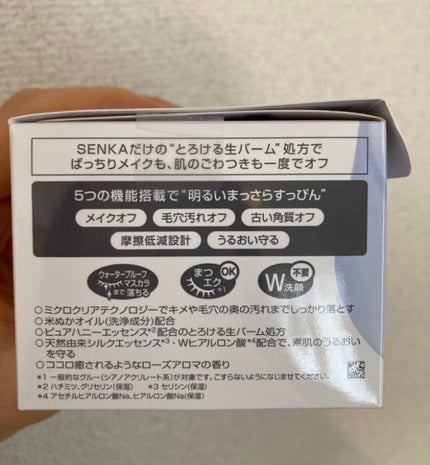 SENKAだけの“とろける生バーム”処方で
ばっちりメイクも、肌のごわつきも一度でオフ
5つの機能搭載で“明るいまっさらすっぴん”
メイクオフ 毛穴汚れオフ 古い角質オフ
摩擦低減設計 うるおい守る
ウォータープルーフ
マスカラ
まで落ちる
まつ
エク
OK
*1
W不要
洗顔
○ミクロクリアテクノロジーでキメや毛穴の奥の汚れまでしっかり落とす
○米ぬかオイル(洗浄成分)配合
○ピュアハニーエッセンス*2配合のとろける生バーム処方
○天然由来シルクエッセンス*3・Wヒアルロン酸*4配合で、素肌のうるおい
を守る
○ココロ癒されるようなローズアロマの香り
*1 一般的なグルー(シアノアクリレート系)が対象です。こすらないようになじませてください。
*2 ハチミツ、グリセリン(保湿) *3 セリシン(保湿)
*4 アセチルヒアルロン酸Na、ヒアルロン酸Na(保湿)